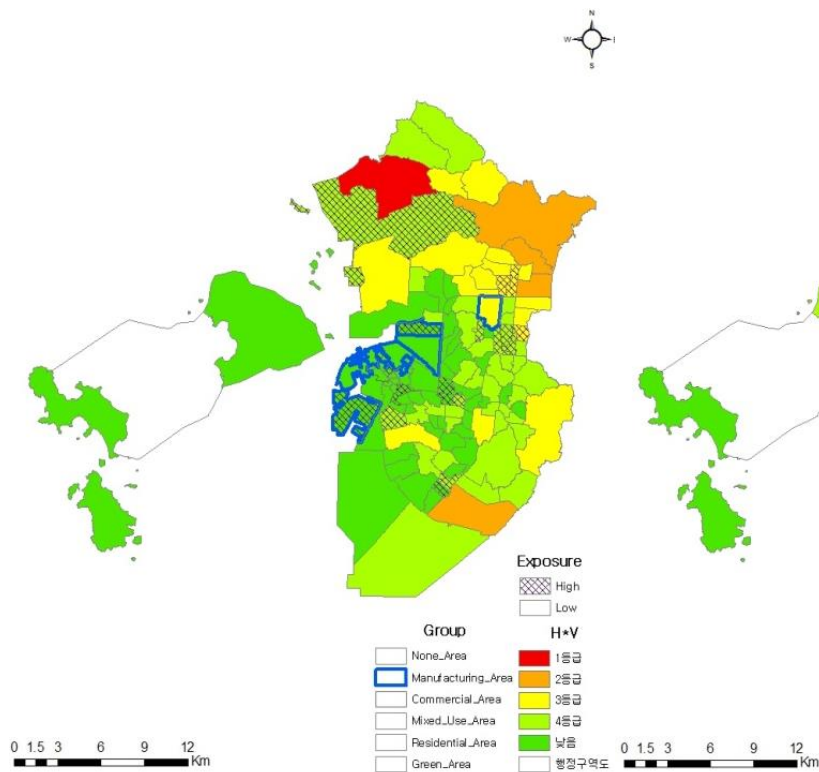 N
W
I
S
Exposure
High
Low
Group
None_Area
Manufacturing_Area
Commercial_Area
Mixed_Use_Area
Residential_Area
Green_Area
H*V
1등급
2등급
3등급
4등급
낮음
행정구역도
0 1.5 3 6 9 12
Km
0 1.5 3 6 9 12
Km